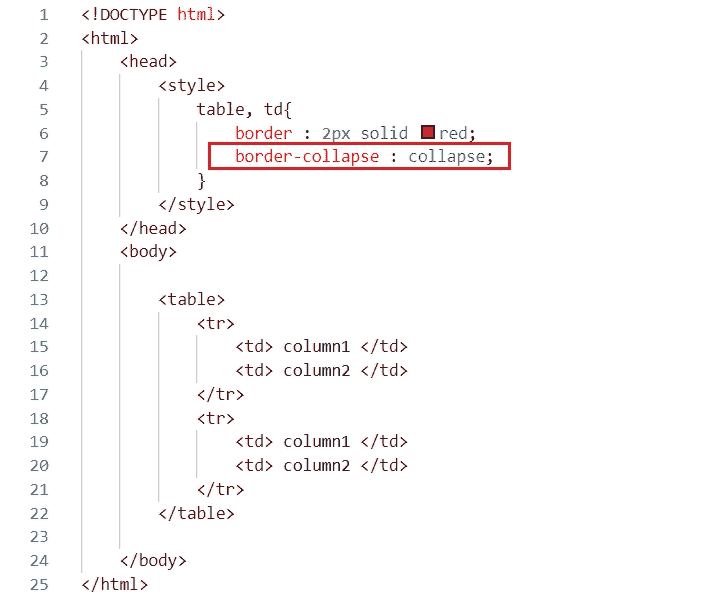 1 <!DOCTYPE html>
2 <html>
3     <head>
4         <style>
5             table, td{
6                 border : 2px solid red;
7                 border-collapse : collapse;
8             }
9         </style>
10     </head>
11     <body>
12
13         <table>
14             <tr>
15                 <td> column1 </td>
16                 <td> column2 </td>
17             </tr>
18             <tr>
19                 <td> column1 </td>
20                 <td> column2 </td>
21             </tr>
22         </table>
23
24     </body>
25 </html>